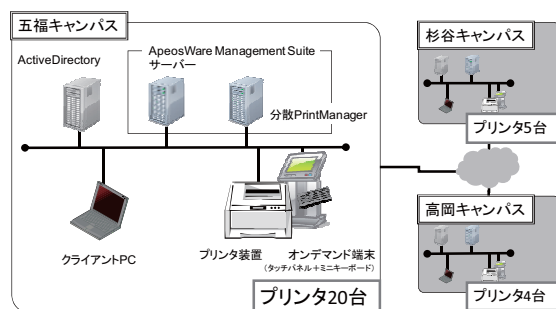 五福キャンパス
ActiveDirectory
ApeosWare Management Suite
サーバー
分散PrintManager
クライアントPC
プリンタ装置
オンデマンド端末
(タッチパネル+ミニキーボード)
プリンタ20台
杉谷キャンパス
プリンタ5台
高岡キャンパス
プリンタ4台